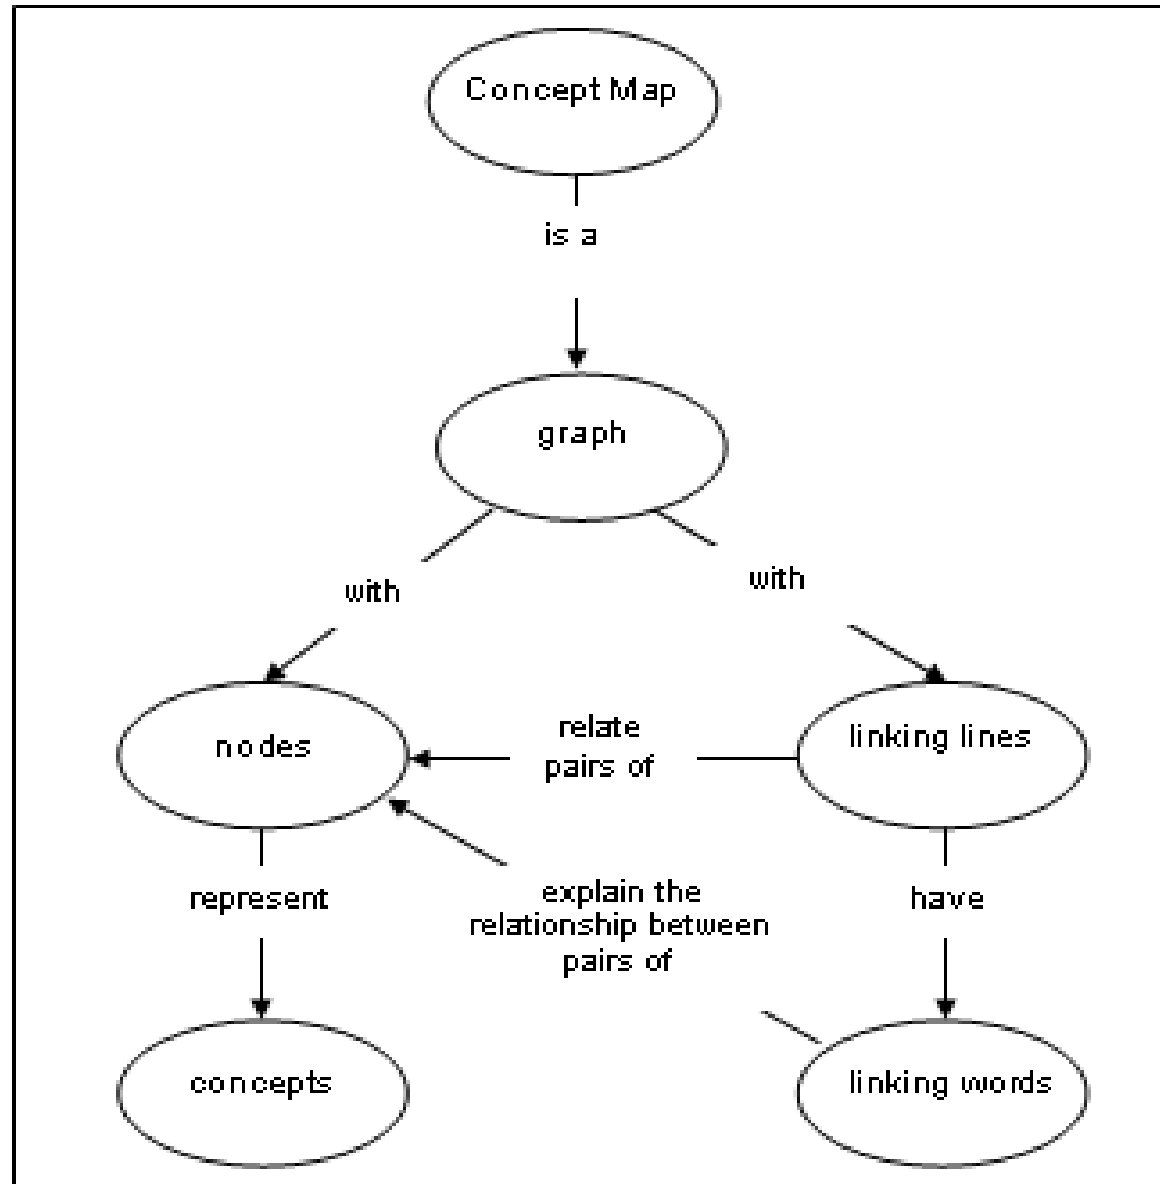 Concept Map
is a
graph
with
with
nodes
relate
pairs of
linking lines
represent
explain the
relationship between
pairs of
have
concepts
linking words